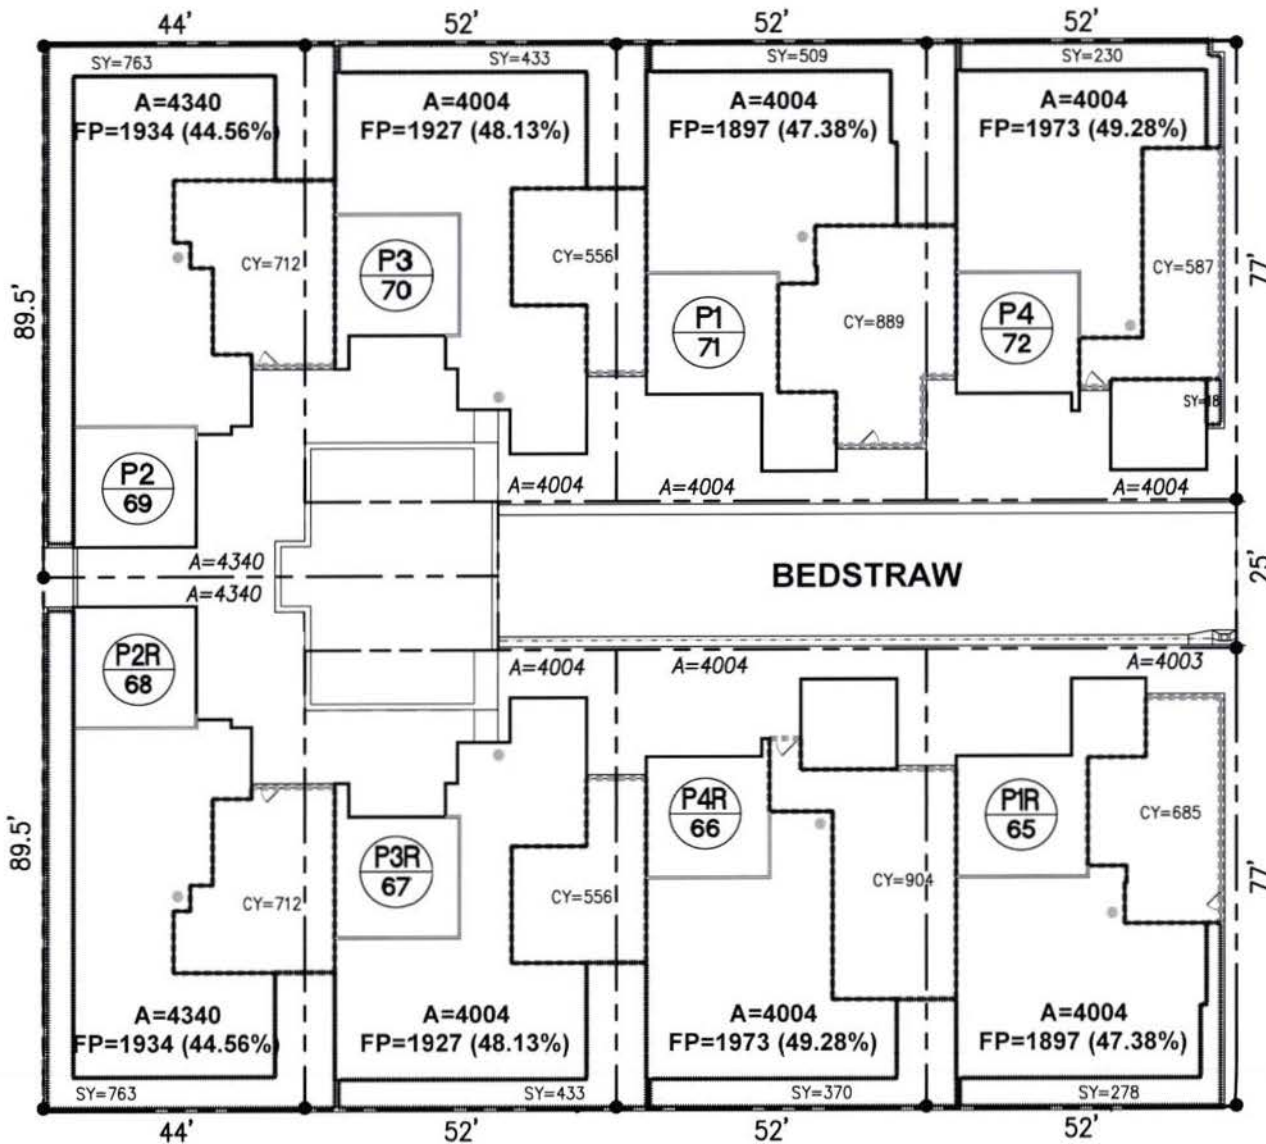 44'
52'
52'
52'
SY=763
SY=433
SY=509
SY=230
A=4340
FP=1934 (44.56%)
A=4004
FP=1927 (48.13%)
A=4004
FP=1897 (47.38%)
A=4004
FP=1973 (49.28%)
CY=712
P3
70
CY=556
P1
71
CY=889
P4
72
CY=587
89.5'
77'
SY=18
P2
69
A=4004
A=4004
A=4004
A=4340
A=4340
BEDSTRAW
25'
P2R
68
A=4004
A=4004
A=4003
P4R
66
P1R
65
CY=685
89.5'
77'
P3R
67
CY=712
CY=556
CY=904
A=4340
FP=1934 (44.56%)
A=4004
FP=1927 (48.13%)
A=4004
FP=1973 (49.28%)
A=4004
FP=1897 (47.38%)
SY=763
SY=433
SY=370
SY=278
44'
52'
52'
52'